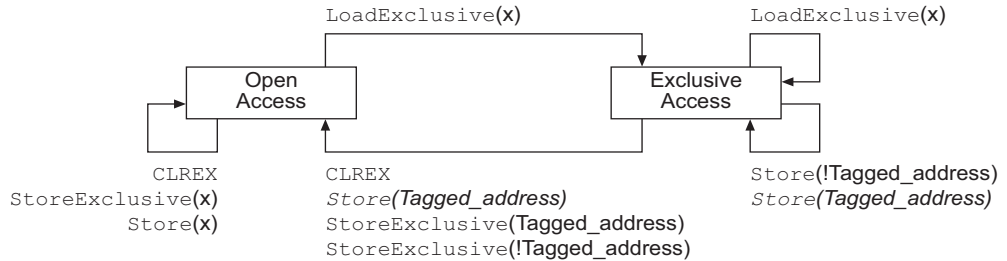 LoadExclusive(x)
LoadExclusive(x)
Open
Access
Exclusive
Access
CLREX
StoreExclusive(x)
Store(x)
CLREX
Store(Tagged_address)
StoreExclusive(Tagged_address)
StoreExclusive(!Tagged_address)
Store(!Tagged_address)
Store(Tagged_address)